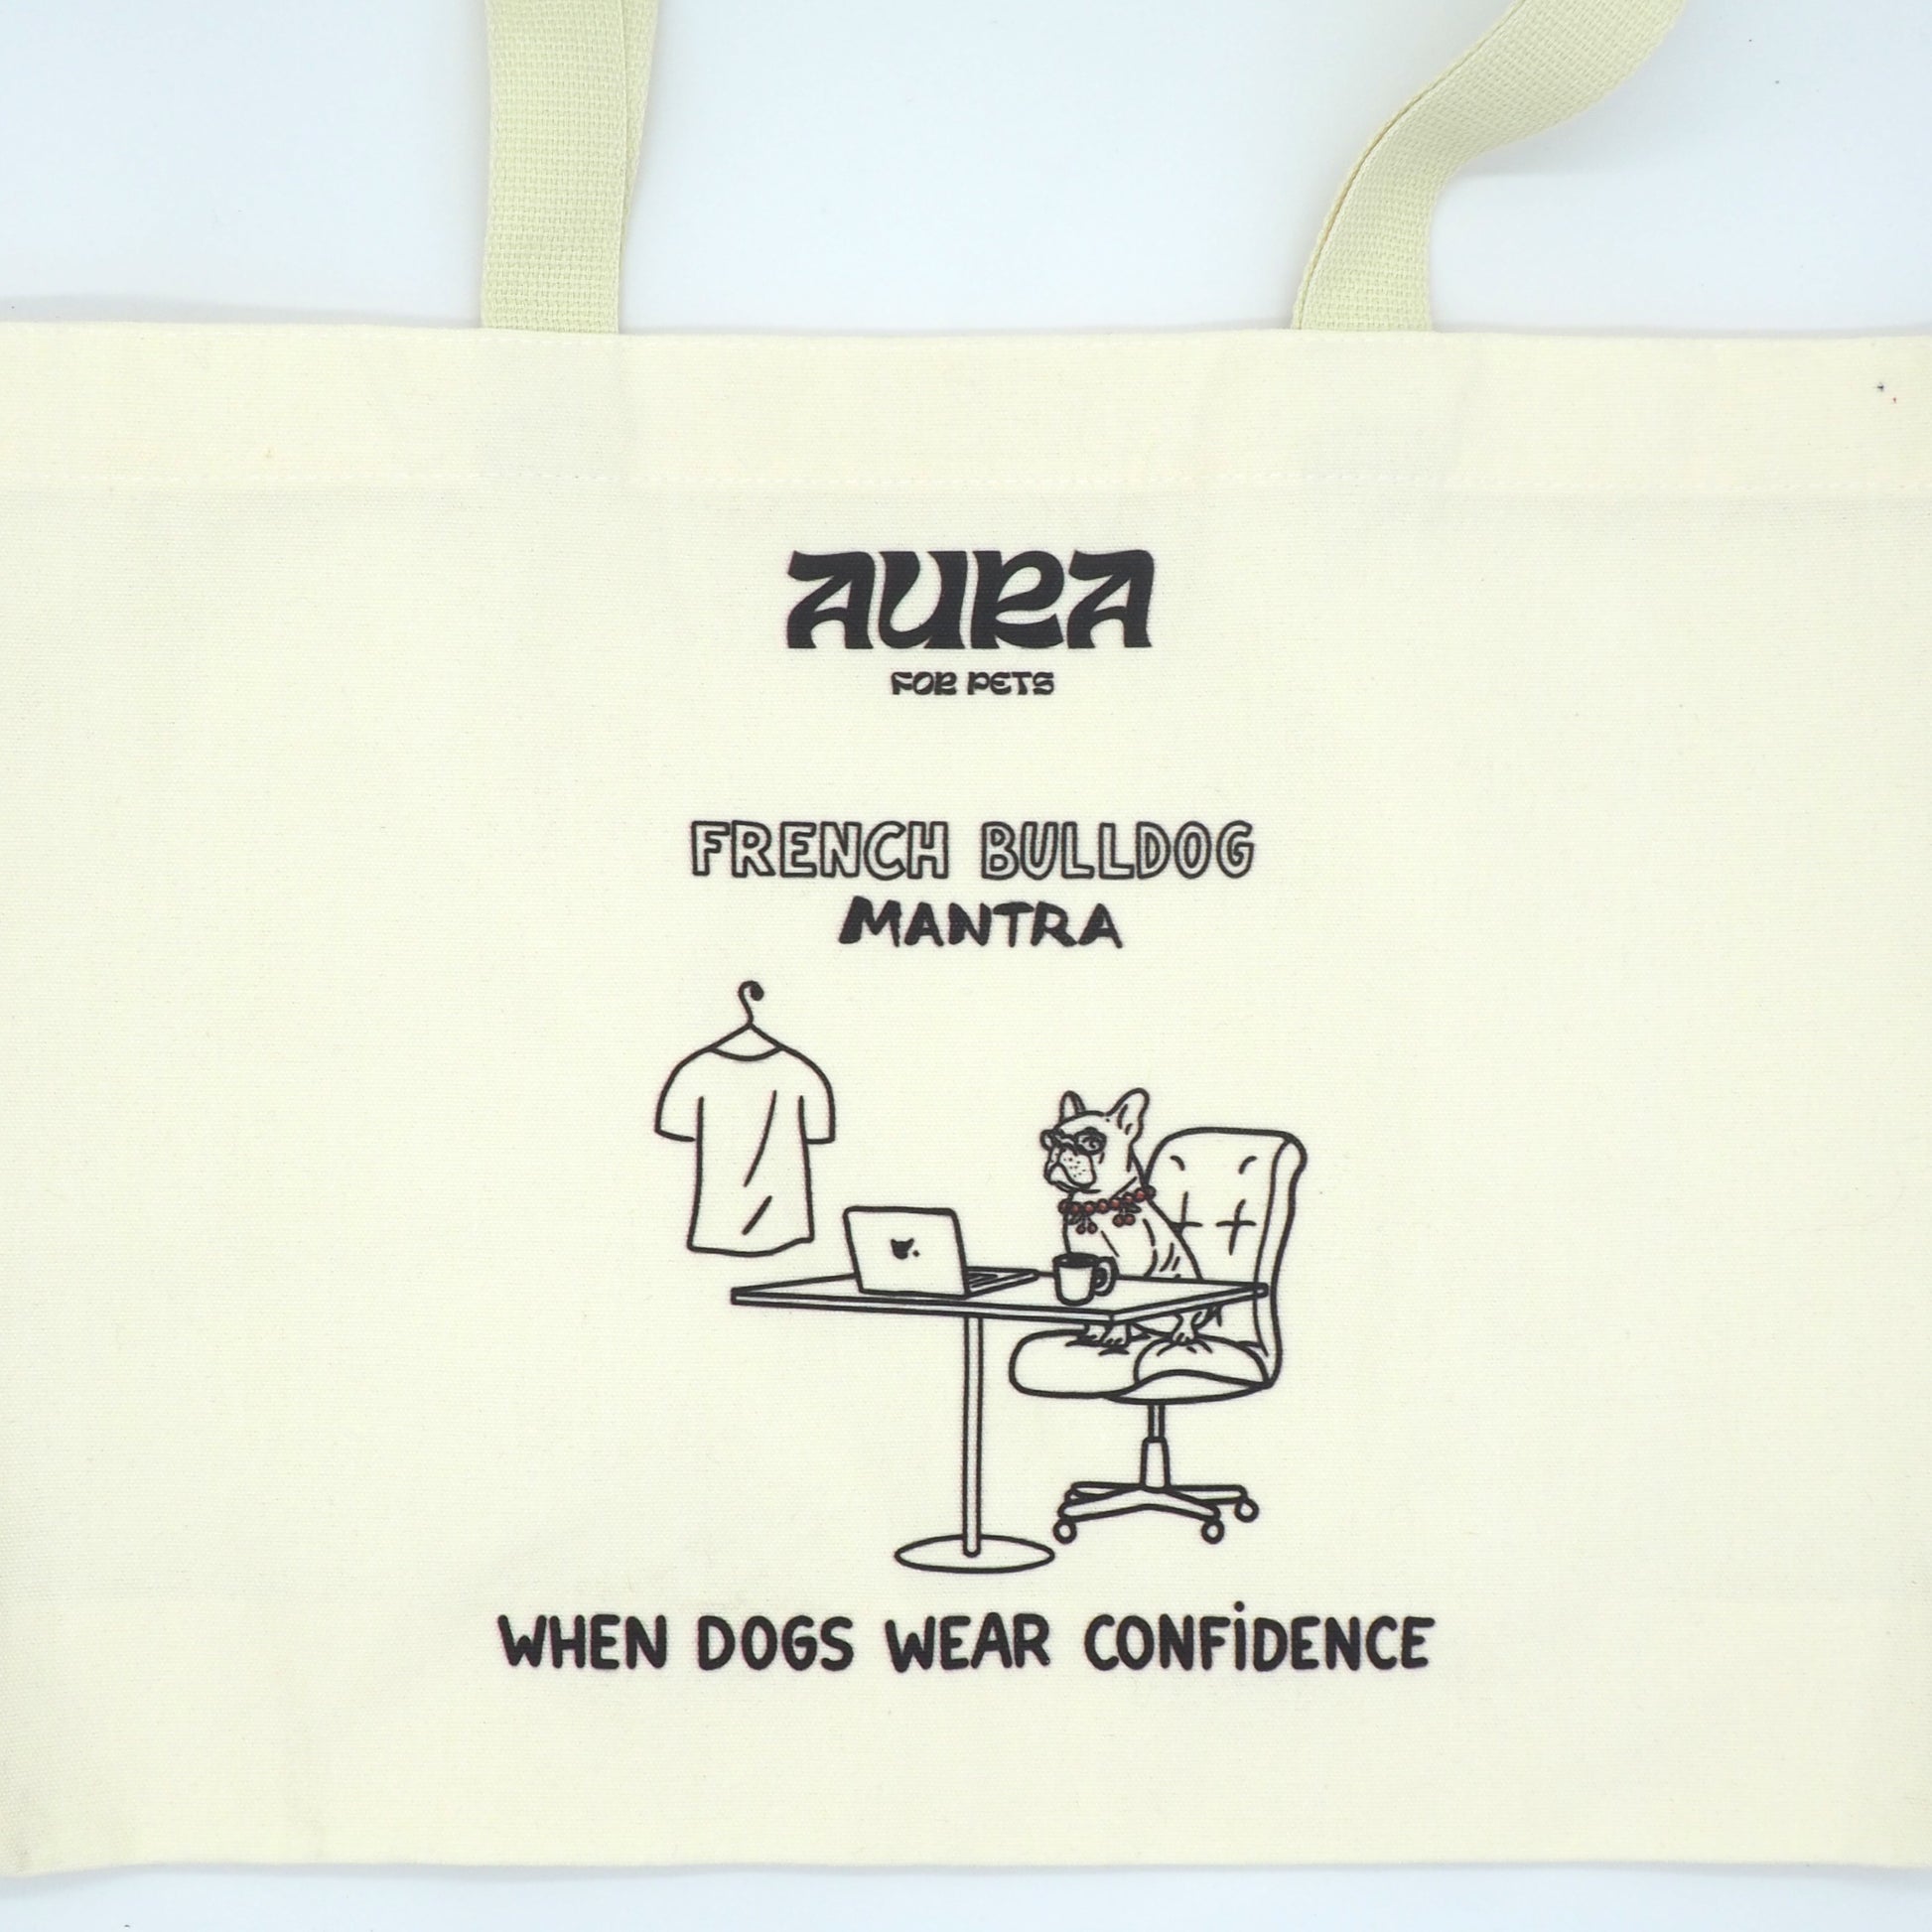 AURA
FOR PETS
FRENCH BULLDOG
MANTRA
WHEN DOGS WEAR CONFiDENCE